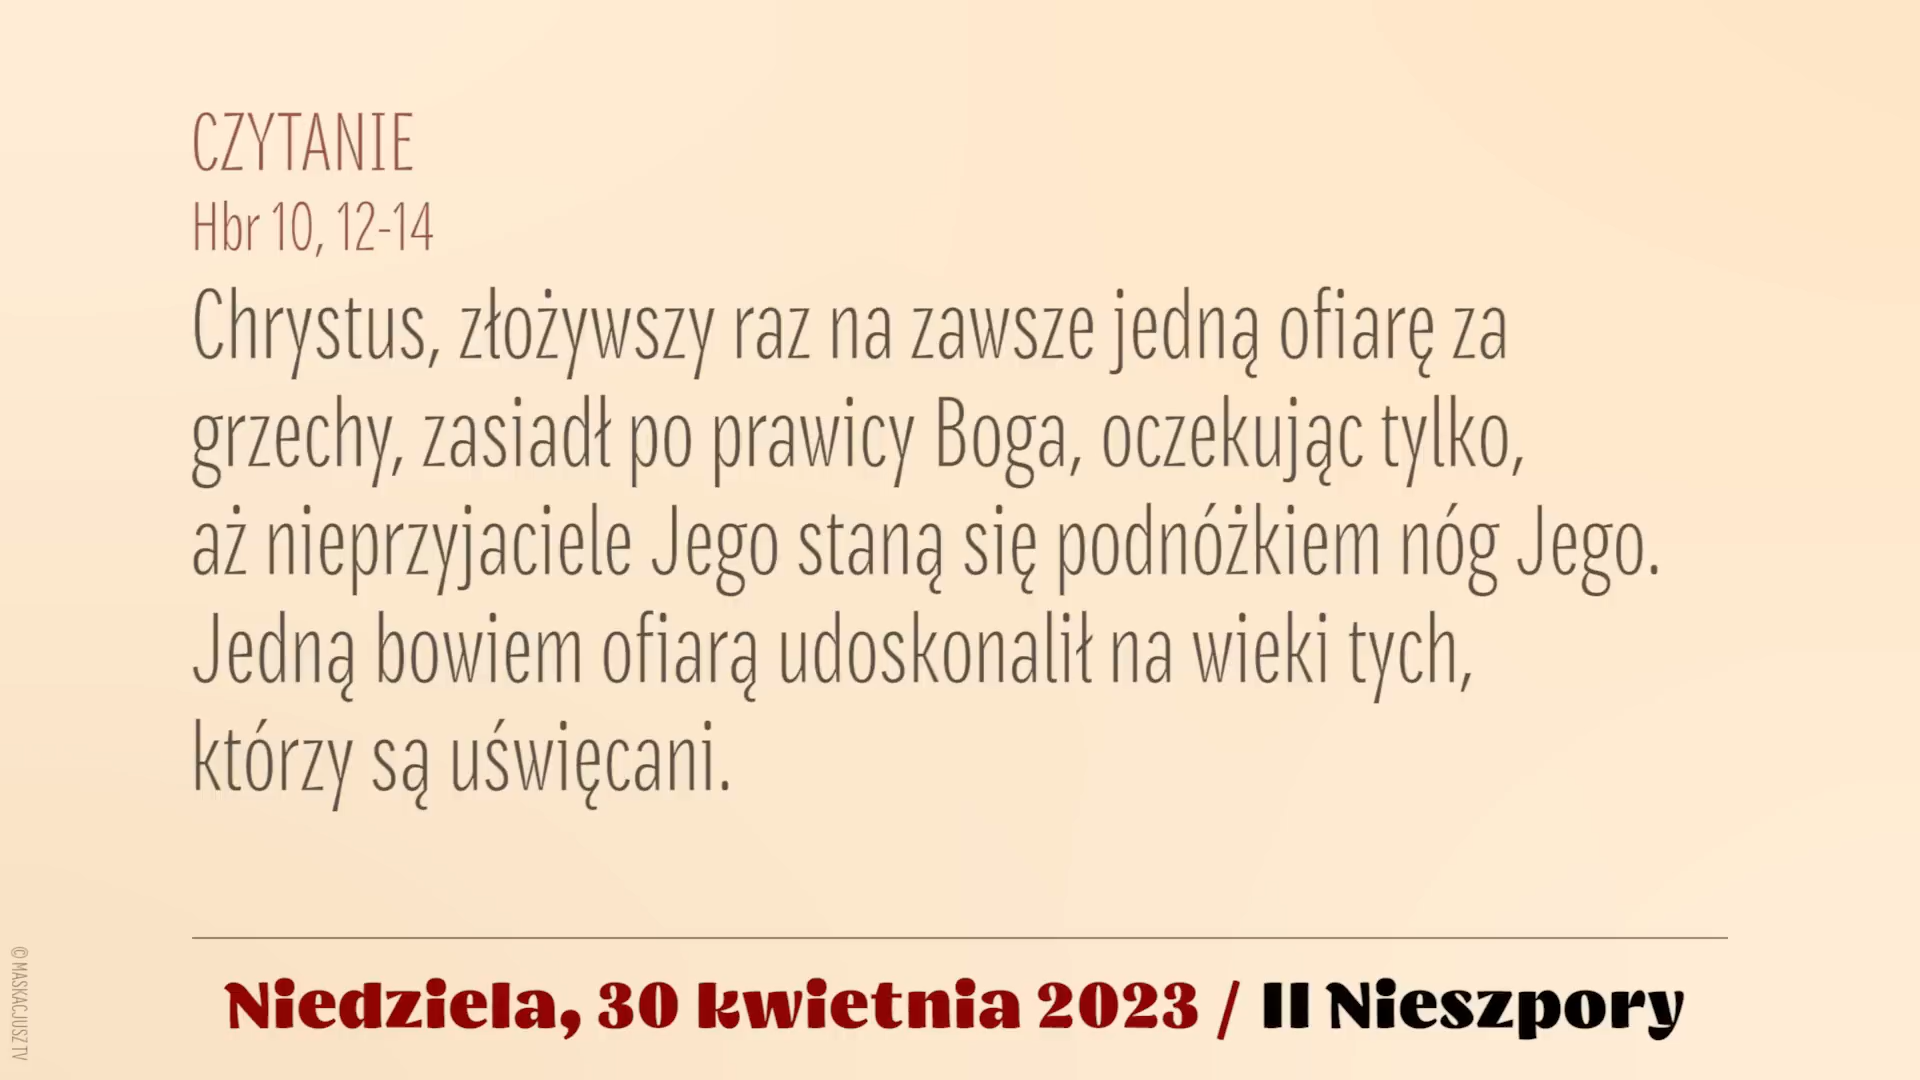 CZYTANIE
Hbr 10, 12-14
Chrystus, złożywszy raz na zawsze jedną ofiarę za
grzechy, zasiadł po prawicy Boga, oczekując tylko,
aż nieprzyjaciele Jego staną się podnóżkiem nóg Jego.
Jedną bowiem ofiarą udoskonalił na wieki tych,
którzy są uświęcani.
Niedziela, 30 kwietnia 2023 / II Nieszpory
© MASKACJUSZ TV